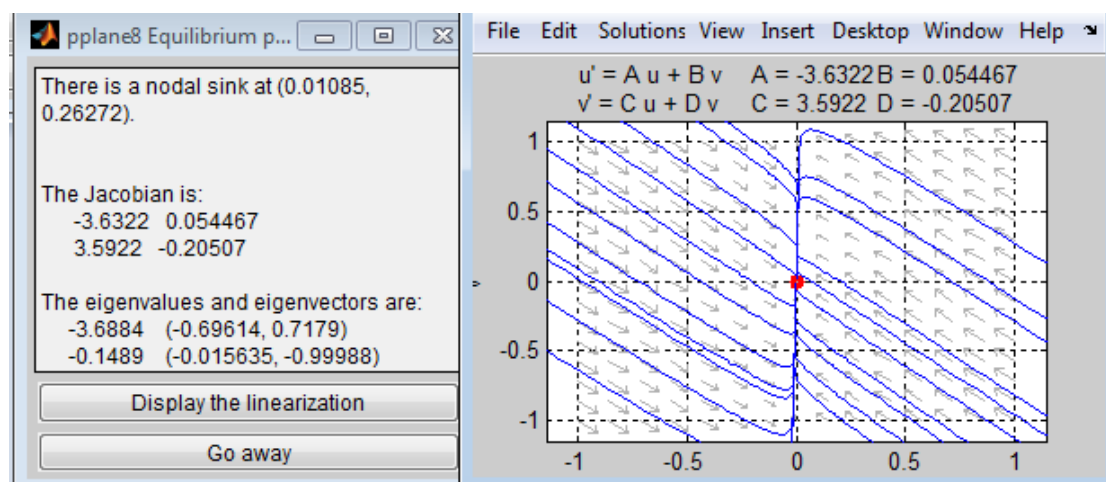 pplane8 Equilibrium p...
There is a nodal sink at (0.01085,
0.26272).
The Jacobian is:
-3.6322 0.054467
3.5922 -0.20507
The eigenvalues and eigenvectors are:
-3.6884 (-0.69614, 0.7179)
-0.1489 (-0.015635, -0.99988)
Display the linearization
Go away
File Edit Solutions View Insert Desktop Window Help
u' = A u + B v A = -3.6322 B = 0.054467
v' = C u + D v C = 3.5922 D = -0.20507
1
0.5
0
-0.5
-1
-1 -0.5 0 0.5 1